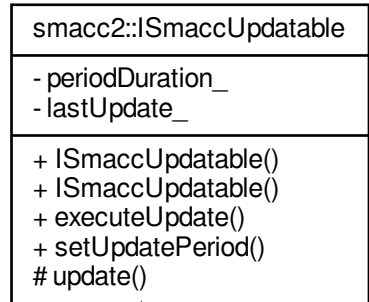 smacc2::ISmaccUpdatable
- periodDuration_
- lastUpdate_
+ ISmaccUpdatable()
+ ISmaccUpdatable()
+ executeUpdate()
+ setUpdatePeriod()
# update()